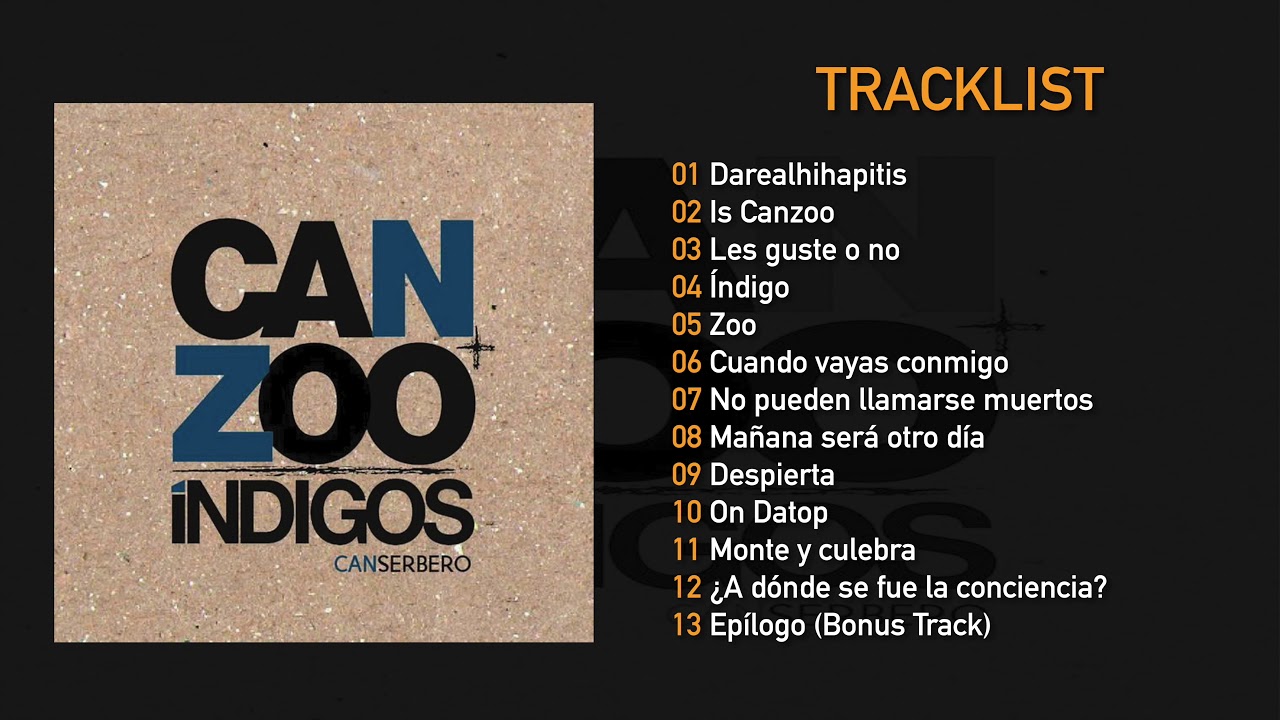 CAN
ZOO
ÍNDIGOS
CANSERBERO
TRACKLIST
01 Darealhihapitis
02 Is Canzoo
03 Les guste o no
04 Índigo
05 Zoo
06 Cuando vayas conmigo
07 No pueden llamarse muertos
08 Mañana será otro día
09 Despierta
10 On Datop
11 Monte y culebra
12 ¿A dónde se fue la conciencia?
13 Epílogo (Bonus Track)